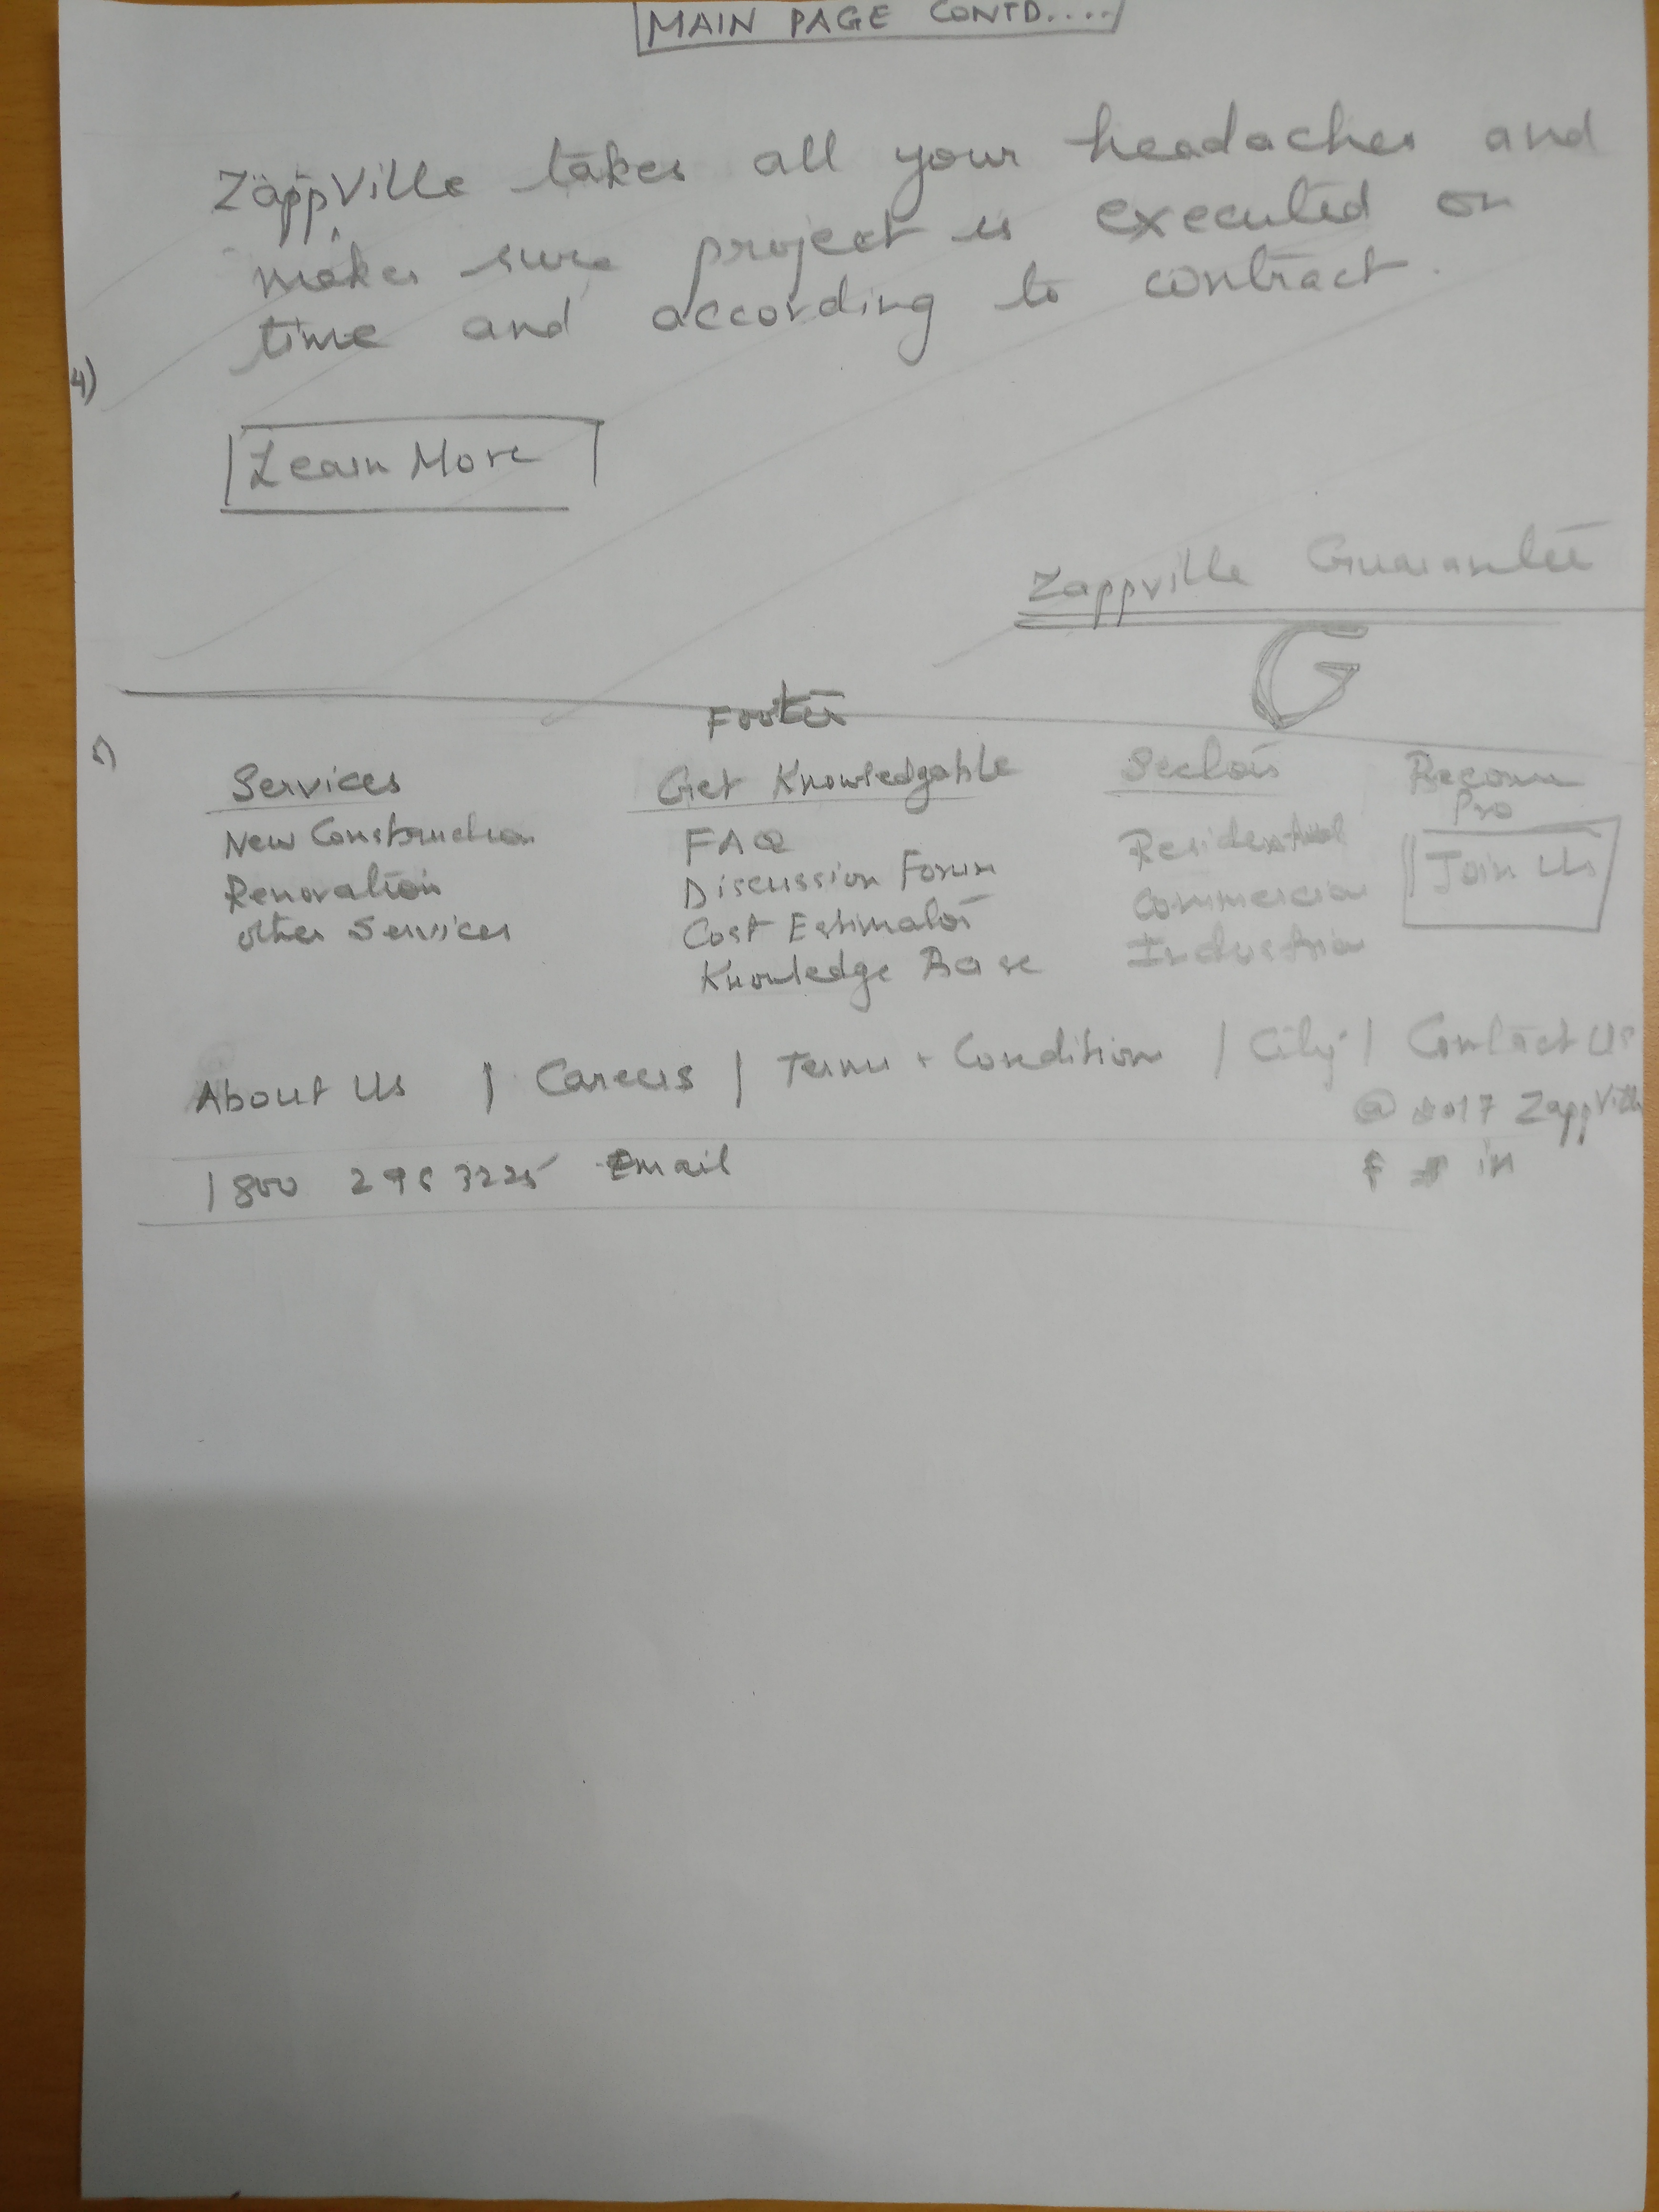 MAIN PAGE CONTD....
ZappVille takes all your headaches and
makes sure project is executed on
time and according to contract.
4)
Learn More
Zappville Guarantee
G
Footer
Services Get Knowledgable Sectors Become
Pro
New Construction FAQ Residential Join Us
Renovation Discussion Forum Commercial
other Services Cost Estimator Industrial
Knowledge Base
About Us | Careers | Terms + Condition | City | Contact Us
@ 2017 ZappVille
1800 296 3225 Email f in